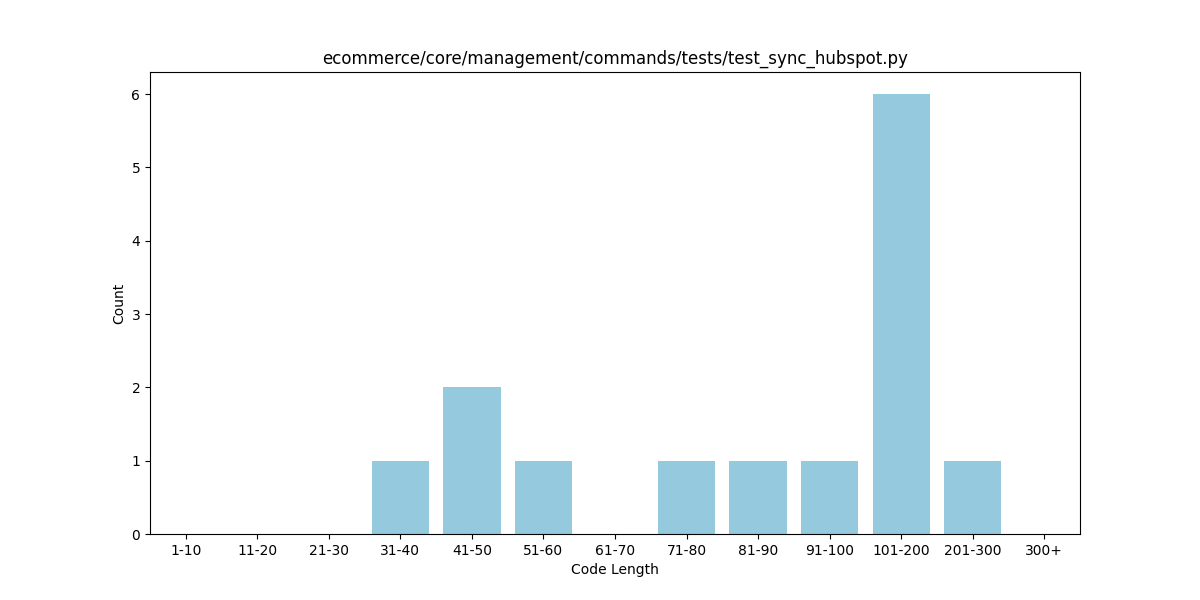 ecommerce/core/management/commands/tests/test_sync_hubspot.py
Count
6
5
4
3
2
1
0
1-10 11-20 21-30 31-40 41-50 51-60 61-70 71-80 81-90 91-100 101-200 201-300 300+
Code Length